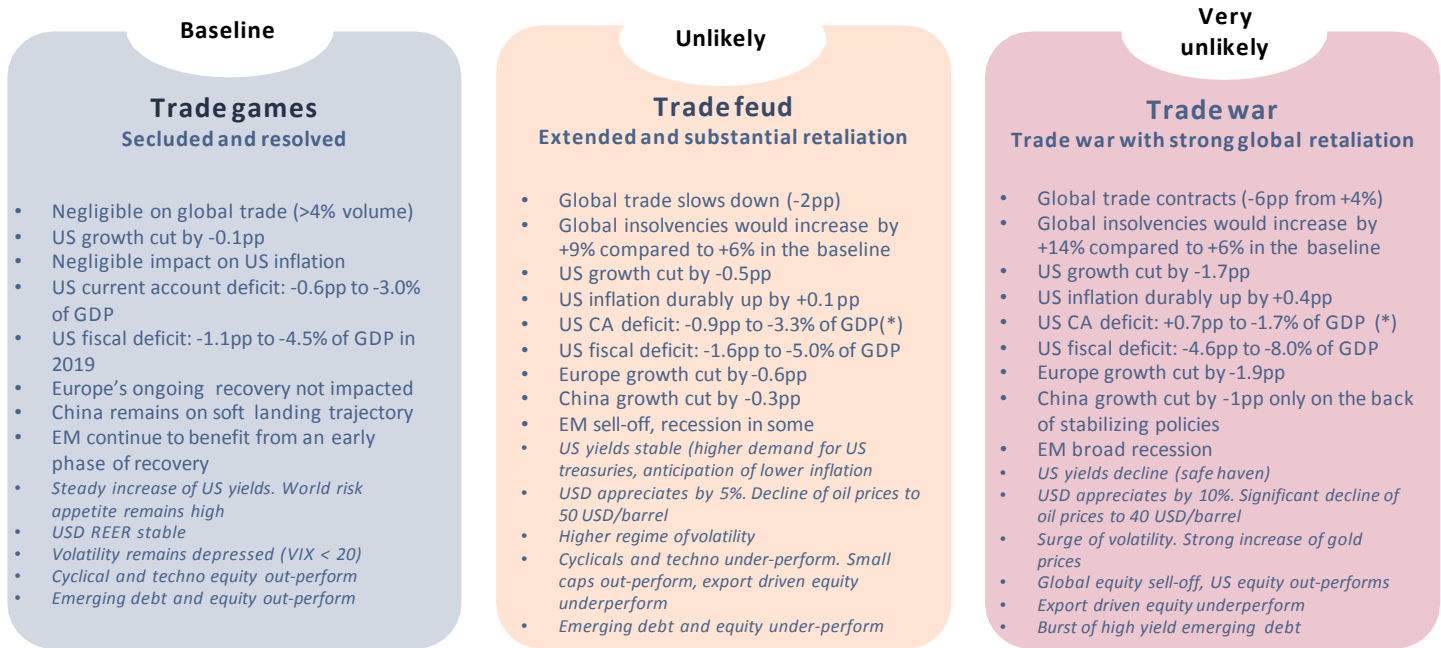 Baseline
Trade games
Secluded and resolved
• Negligible on global trade (>4% volume)
• US growth cut by -0.1pp
• Negligible impact on US inflation
• US current account deficit: -0.6pp to -3.0%
of GDP
• US fiscal deficit: -1.1pp to -4.5% of GDP in
2019
• Europe's ongoing recovery not impacted
• China remains on soft landing trajectory
• EM continue to benefit from an early
phase of recovery
• Steady increase of US yields. World risk
appetite remains high
• USD REER stable
• Volatility remains depressed (VIX < 20)
• Cyclical and techno equity out-perform
• Emerging debt and equity out-perform
Unlikely
Trade feud
Extended and substantial retaliation
• Global trade slows down (-2pp)
• Global insolvencies would increase by
+9% compared to +6% in the baseline
• US growth cut by -0.5pp
• US inflation durably up by +0.1 pp
• US CA deficit: -0.9pp to -3.3% of GDP(*)
• US fiscal deficit: -1.6pp to -5.0% of GDP
• Europe growth cut by -0.6pp
• China growth cut by -0.3pp
• EM sell-off, recession in some
• US yields stable (higher demand for US
treasuries, anticipation of lower inflation
• USD appreciates by 5%. Decline of oil prices to
50 USD/barrel
• Higher regime of volatility
• Cyclicals and techno under-perform. Small
caps out-perform, export driven equity
underperform
• Emerging debt and equity under-perform
Very
unlikely
Trade war
Trade war with strong global retaliation
• Global trade contracts (-6pp from +4%)
• Global insolvencies would increase by
+14% compared to +6% in the baseline
• US growth cut by -1.7pp
• US inflation durably up by +0.4pp
• US CA deficit: +0.7pp to -1.7% of GDP (*)
• US fiscal deficit: -4.6pp to -8.0% of GDP
• Europe growth cut by -1.9pp
• China growth cut by -1pp only on the back
of stabilizing policies
• EM broad recession
• US yields decline (safe haven)
• USD appreciates by 10%. Significant decline of
oil prices to 40 USD/barrel
• Surge of volatility. Strong increase of gold
prices
• Global equity sell-off, US equity out-performs
• Export driven equity underperform
• Burst of high yield emerging debt